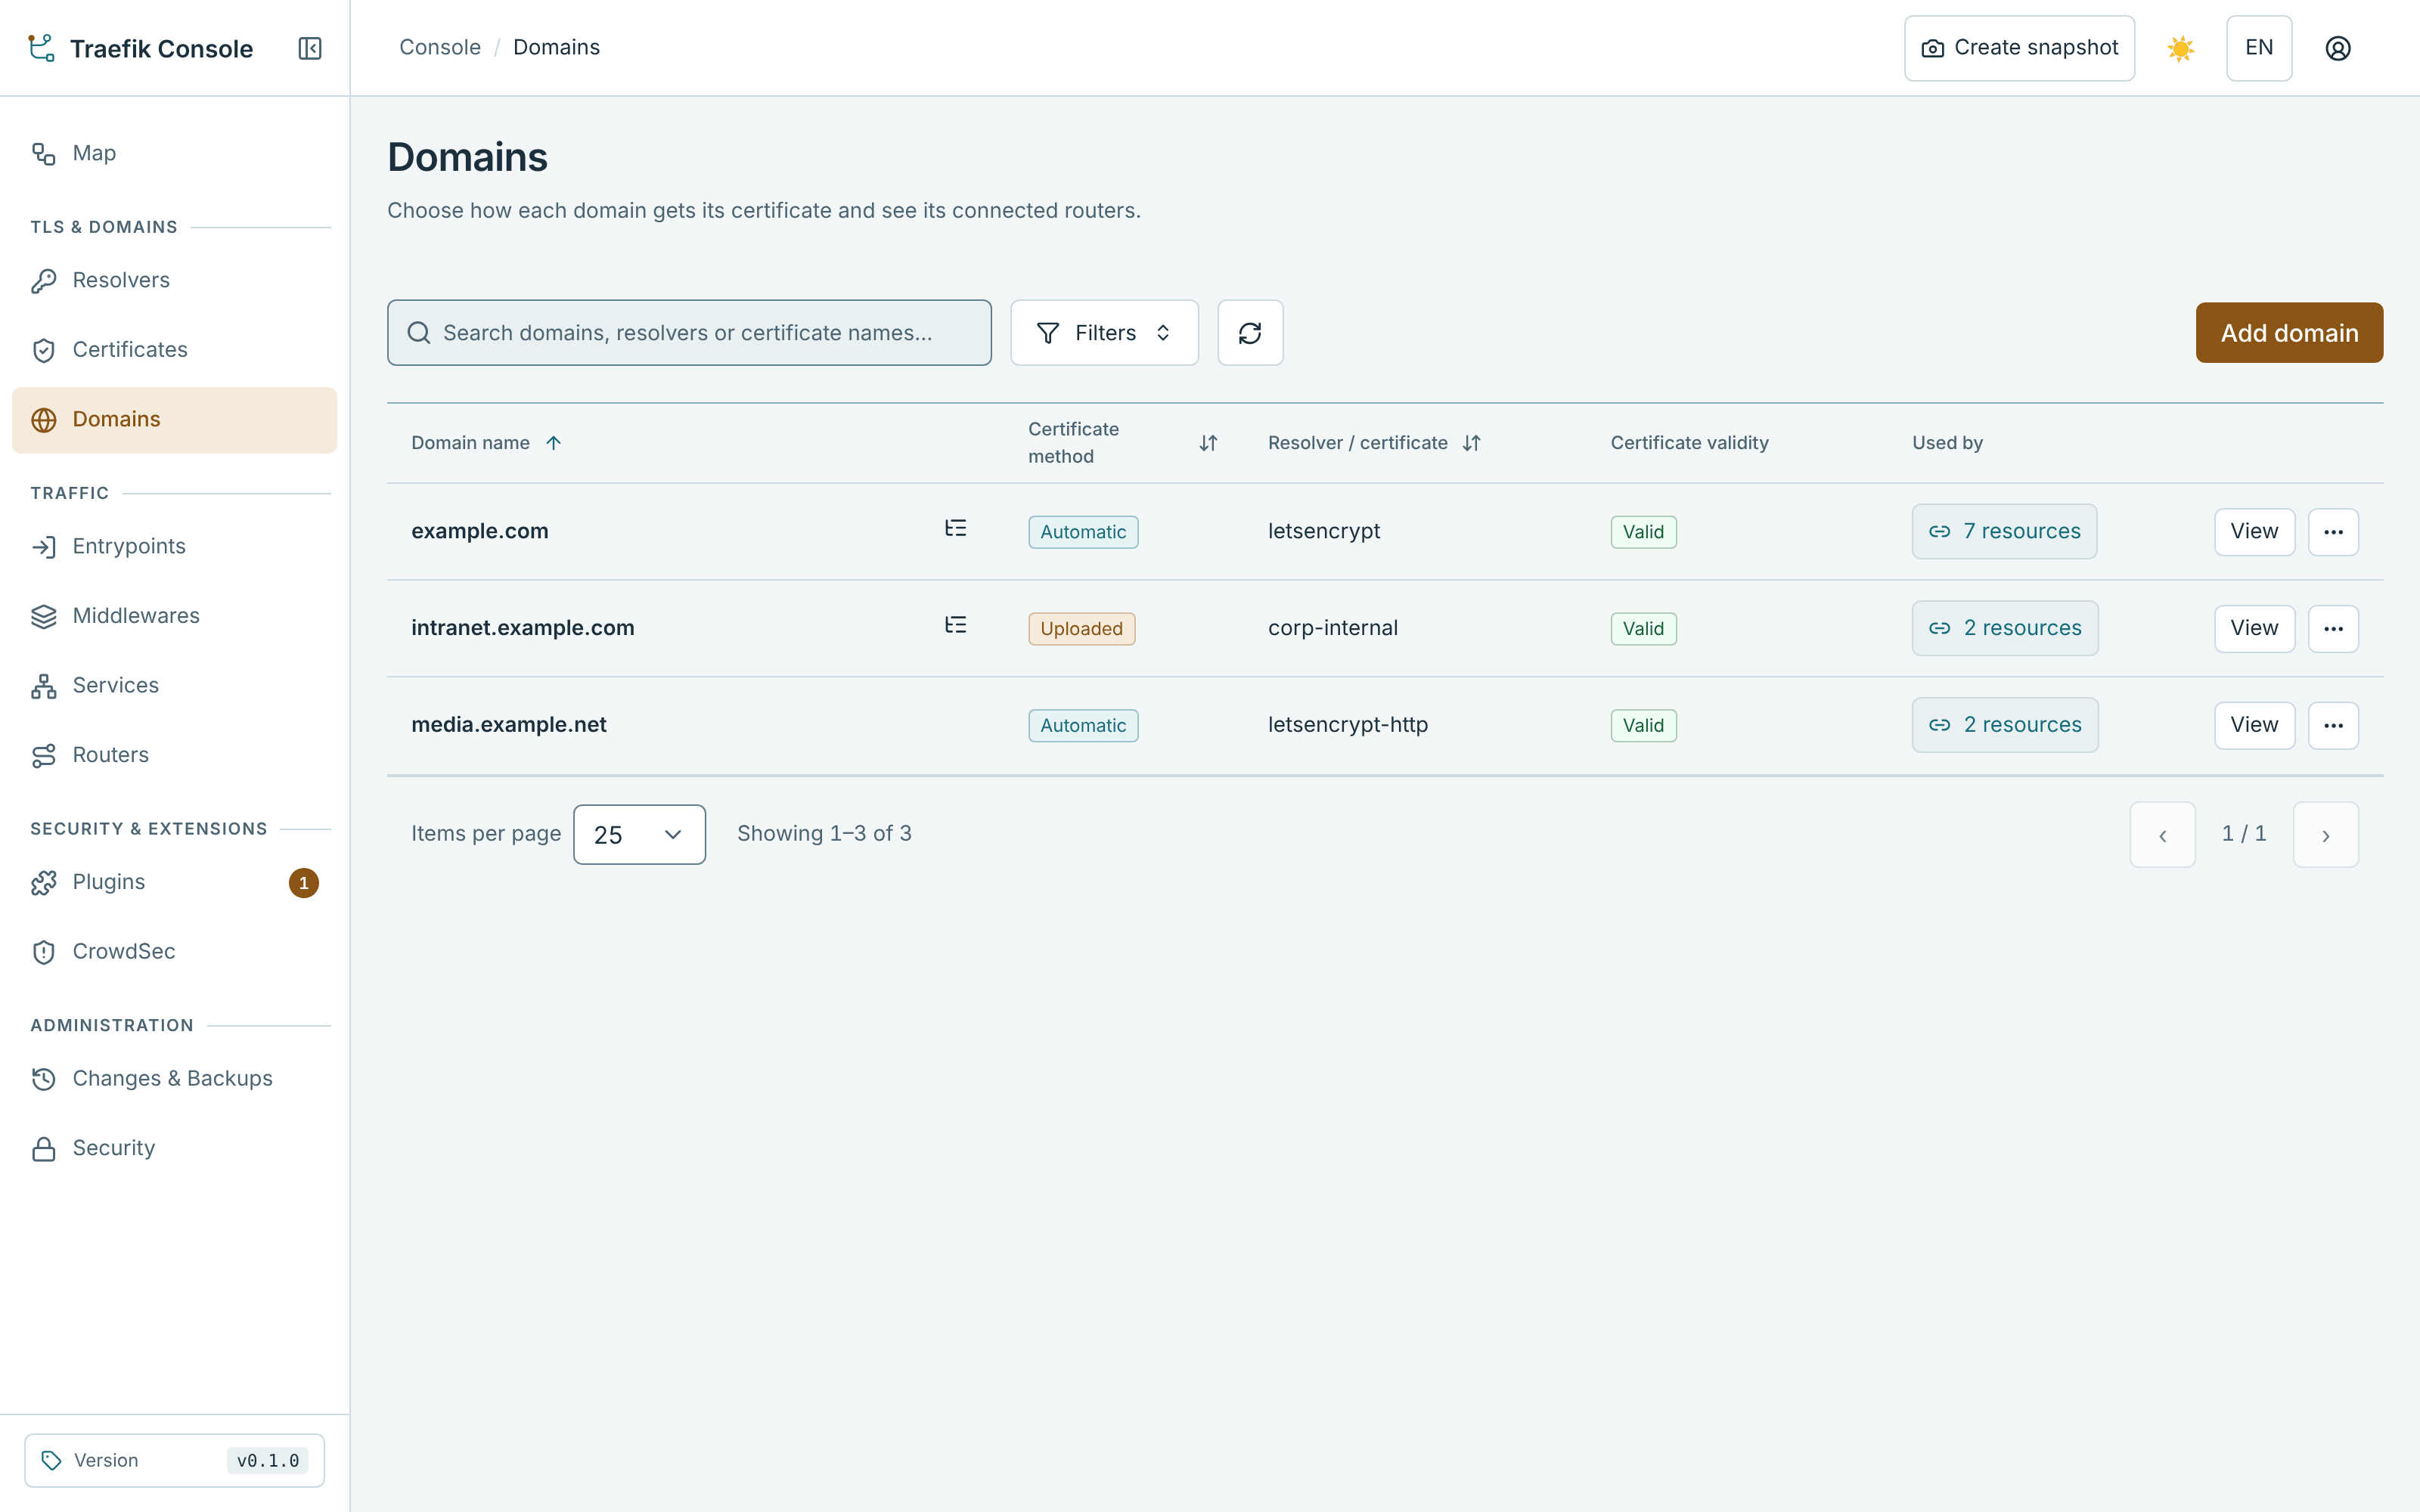 Traefik Console
Console / Domains
Create snapshot
EN
Map
TLS & DOMAINS
Resolvers
Certificates
Domains
TRAFFIC
Entrypoints
Middlewares
Services
Routers
SECURITY & EXTENSIONS
Plugins 1
CrowdSec
ADMINISTRATION
Changes & Backups
Security
Version v0.1.0
Domains
Choose how each domain gets its certificate and see its connected routers.
Search domains, resolvers or certificate names...
Filters
Add domain
Domain name Certificate method Resolver / certificate Certificate validity Used by
example.com Automatic letsencrypt Valid 7 resources View
intranet.example.com Uploaded corp-internal Valid 2 resources View
media.example.net Automatic letsencrypt-http Valid 2 resources View
Items per page 25 Showing 1–3 of 3 ‹ 1 / 1 ›